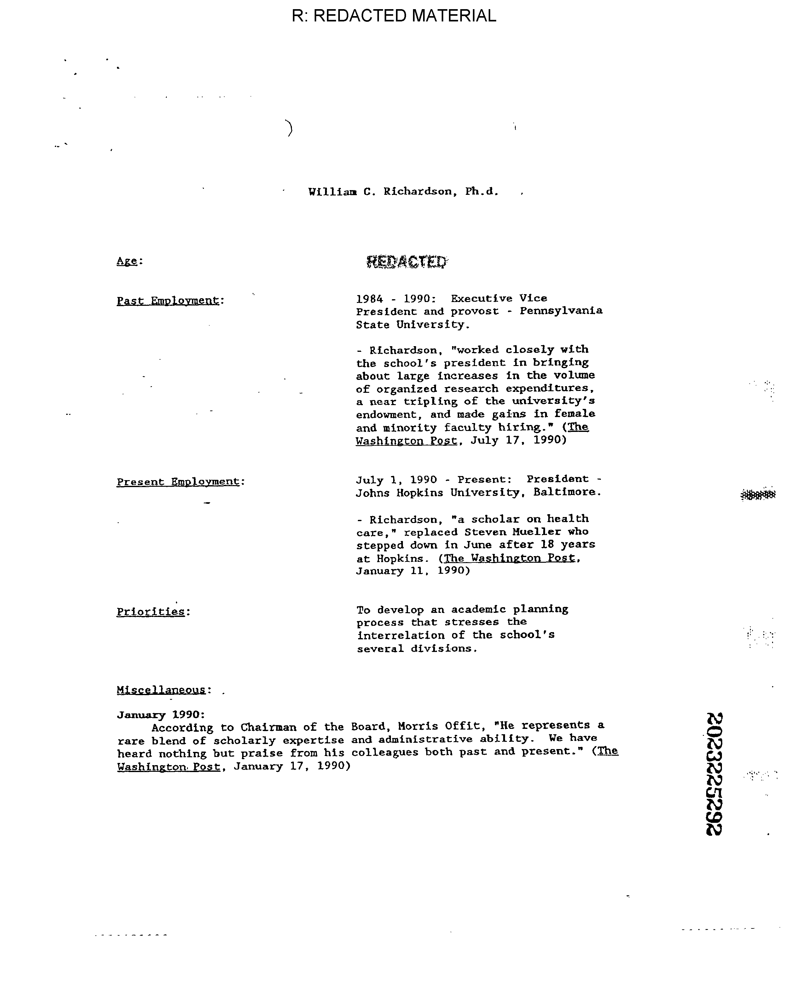 R: REDACTED MATERIAL
William C. Richardson, Ph.d.
Age: REDACTED
Past Employment: 1984 - 1990: Executive Vice
President and provost - Pennsylvania
State University.
- Richardson, "worked closely with
the school's president in bringing
about large increases in the volume
of organized research expenditures,
a near tripling of the university's
endowment, and made gains in female
and minority faculty hiring." (The
Washington Post, July 17, 1990)
Present Employment: July 1, 1990 - Present: President -
Johns Hopkins University, Baltimore.
- Richardson, "a scholar on health
care," replaced Steven Mueller who
stepped down in June after 18 years
at Hopkins. (The Washington Post,
January 11, 1990)
Priorities: To develop an academic planning
process that stresses the
interrelation of the school's
several divisions.
Miscellaneous:
January 1990:
According to Chairman of the Board, Morris Offit, "He represents a
rare blend of scholarly expertise and administrative ability. We have
heard nothing but praise from his colleagues both past and present." (The
Washington Post, January 17, 1990)
2023225292